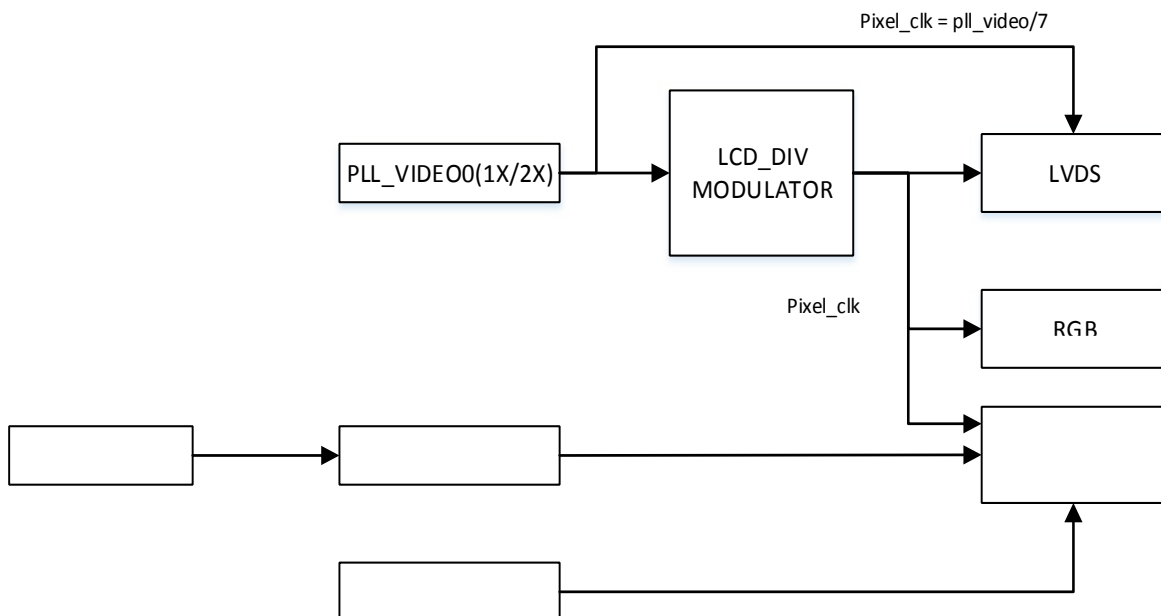 Pixel_clk = pll_video/7
PLL_VIDEO0(1X/2X)
LCD_DIV
MODULATOR
LVDS
Pixel_clk
RGB